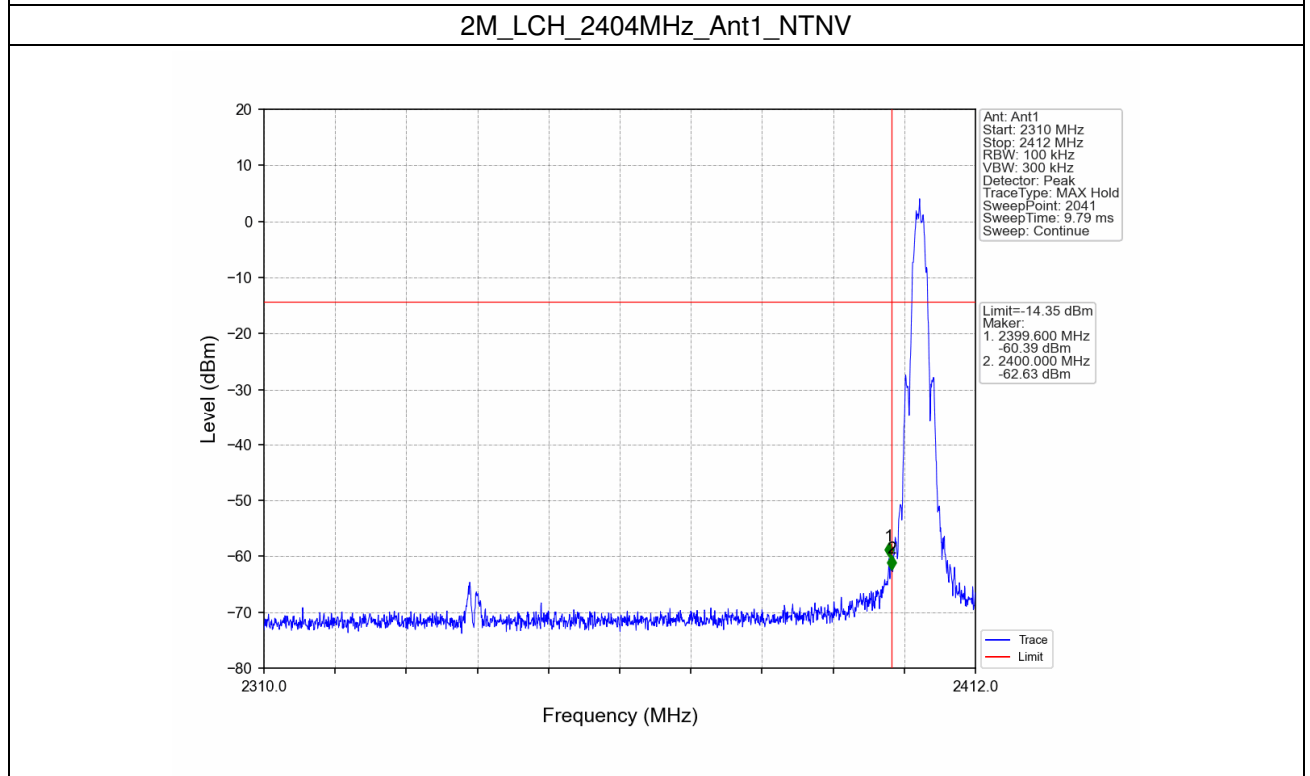 2M_LCH_2404MHz_Ant1_NTNV
20
10
0
−10
−20
−30
−40
−50
−60
−70
−80
Level (dBm)
1
2
2310.0
2412.0
Frequency (MHz)
Ant: Ant1
Start: 2310 MHz
Stop: 2412 MHz
RBW: 100 kHz
VBW: 300 kHz
Detector: Peak
TraceType: MAX Hold
SweepPoint: 2041
SweepTime: 9.79 ms
Sweep: Continue
Limit=-14.35 dBm
Maker:
1. 2399.600 MHz
-60.39 dBm
2. 2400.000 MHz
-62.63 dBm
Trace
Limit